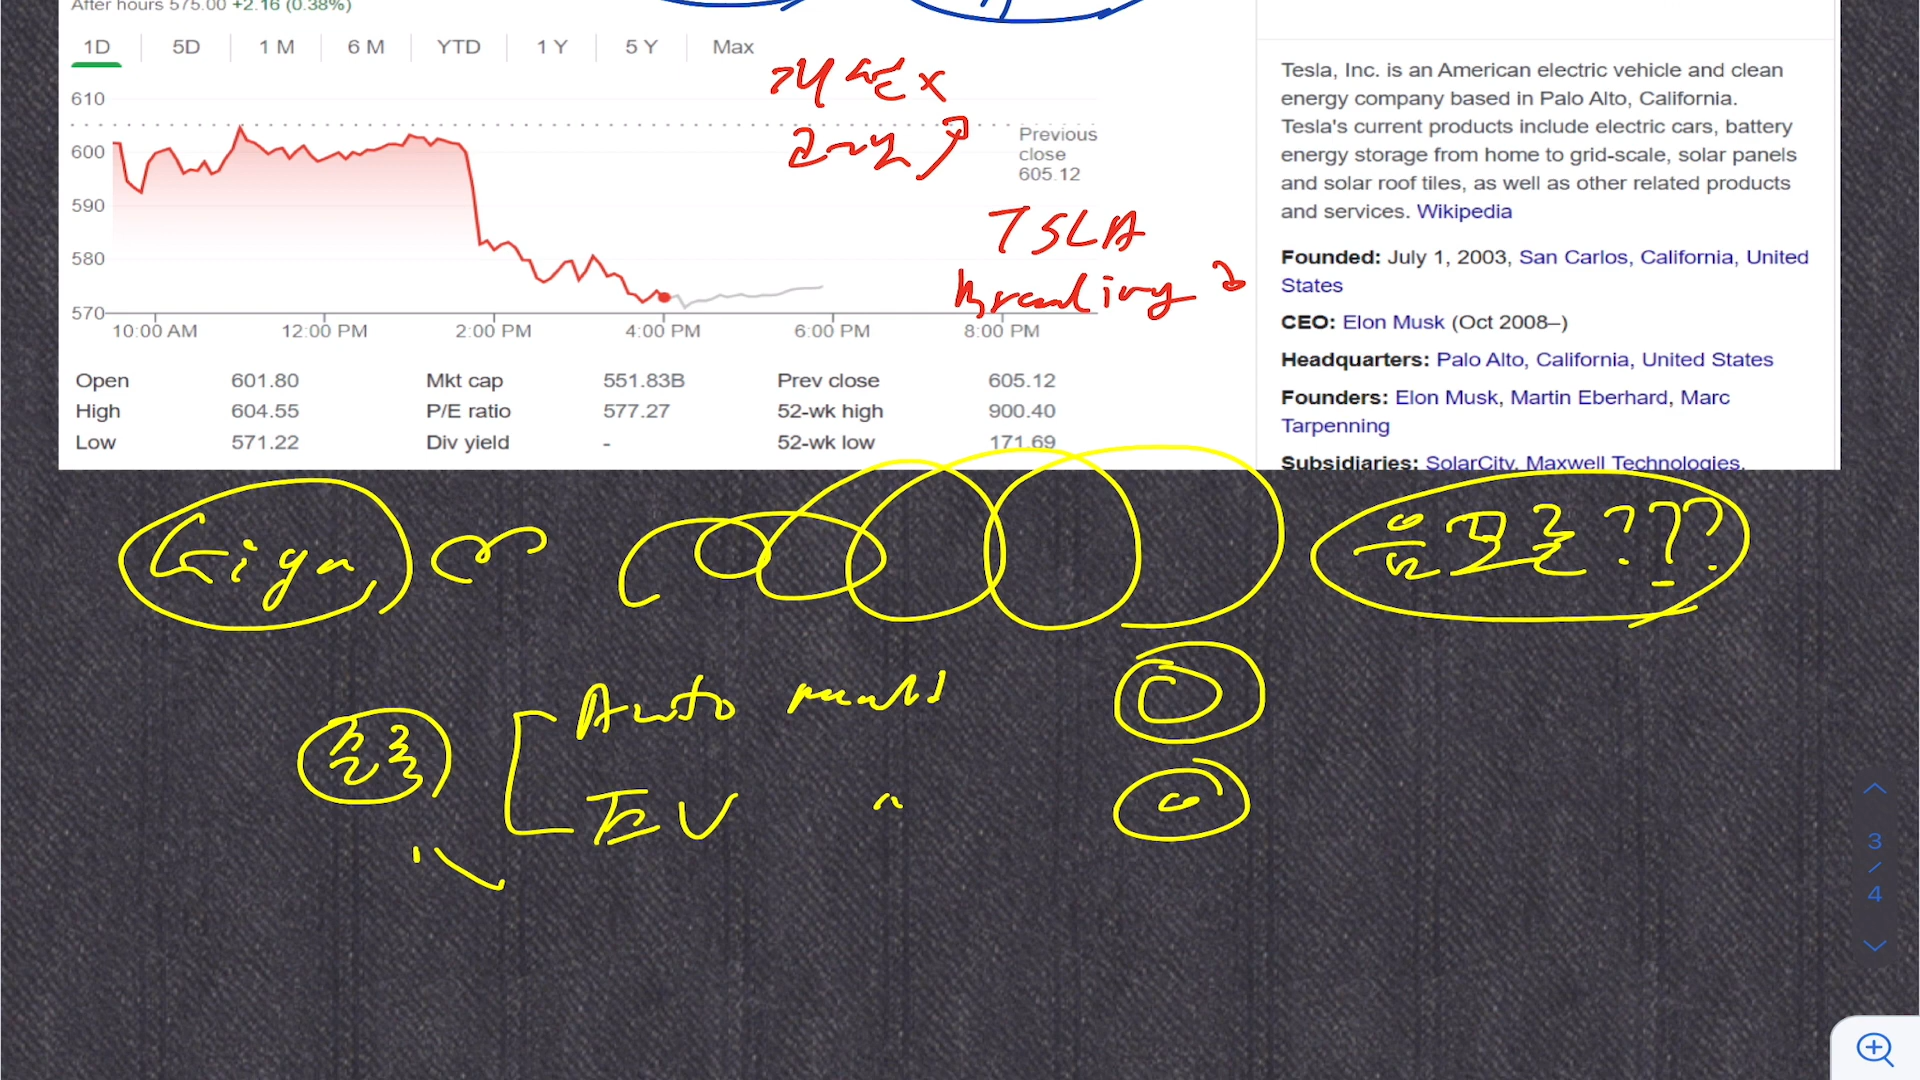 After hours 575.00 +2.16 (0.38%)
1D 5D 1 M 6 M YTD 1 Y 5 Y Max
610
600
590
580
570
Previous
close
605.12
10:00 AM 12:00 PM 2:00 PM 4:00 PM 6:00 PM 8:00 PM
TSLA
Open 601.80 Mkt cap 551.83B Prev close 605.12
High 604.55 P/E ratio 577.27 52-wk high 900.40
Low 571.22 Div yield - 52-wk low 171.69
Tesla, Inc. is an American electric vehicle and clean
energy company based in Palo Alto, California.
Tesla's current products include electric cars, battery
energy storage from home to grid-scale, solar panels
and solar roof tiles, as well as other related products
and services. Wikipedia
Founded: July 1, 2003, San Carlos, California, United
States
CEO: Elon Musk (Oct 2008–)
Headquarters: Palo Alto, California, United States
Founders: Elon Musk, Martin Eberhard, Marc
Tarpenning
Subsidiaries: SolarCity, Maxwell Technologies,
Giga
???
Auto
EV "
3
/
4